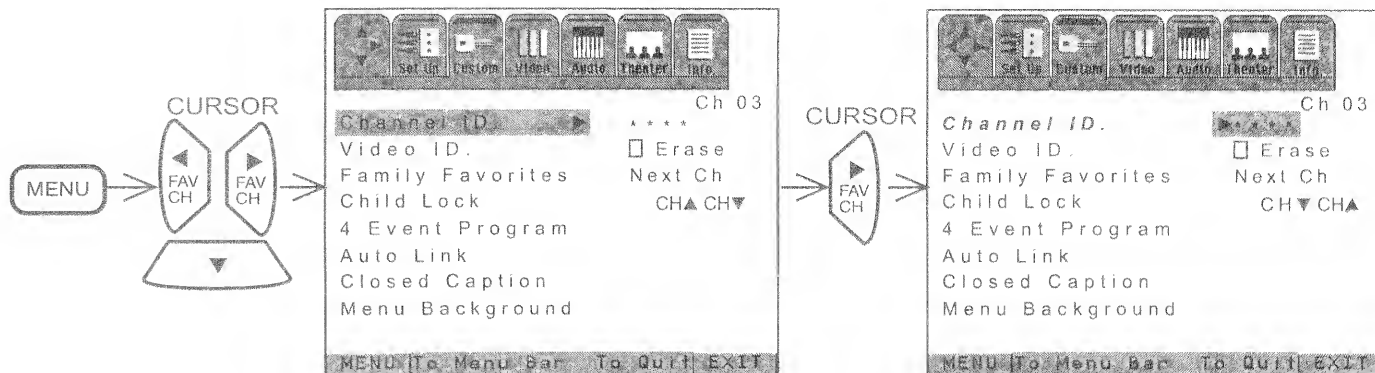 CURSOR
MENU
FAV CH
FAV CH
Set Up Custom Video Audio Theater Info
Ch 03
Channel ID. * * * *
Video ID. Erase
Family Favorites Next Ch
Child Lock CH▲ CH▼
4 Event Program
Auto Link
Closed Caption
Menu Background
MENU To Menu Bar To Quit EXIT
CURSOR
FAV CH
Set Up Custom Video Audio Theater Info
Ch 03
Channel ID. * * * *
Video ID. Erase
Family Favorites Next Ch
Child Lock CH▼ CH▲
4 Event Program
Auto Link
Closed Caption
Menu Background
MENU To Menu Bar To Quit EXIT